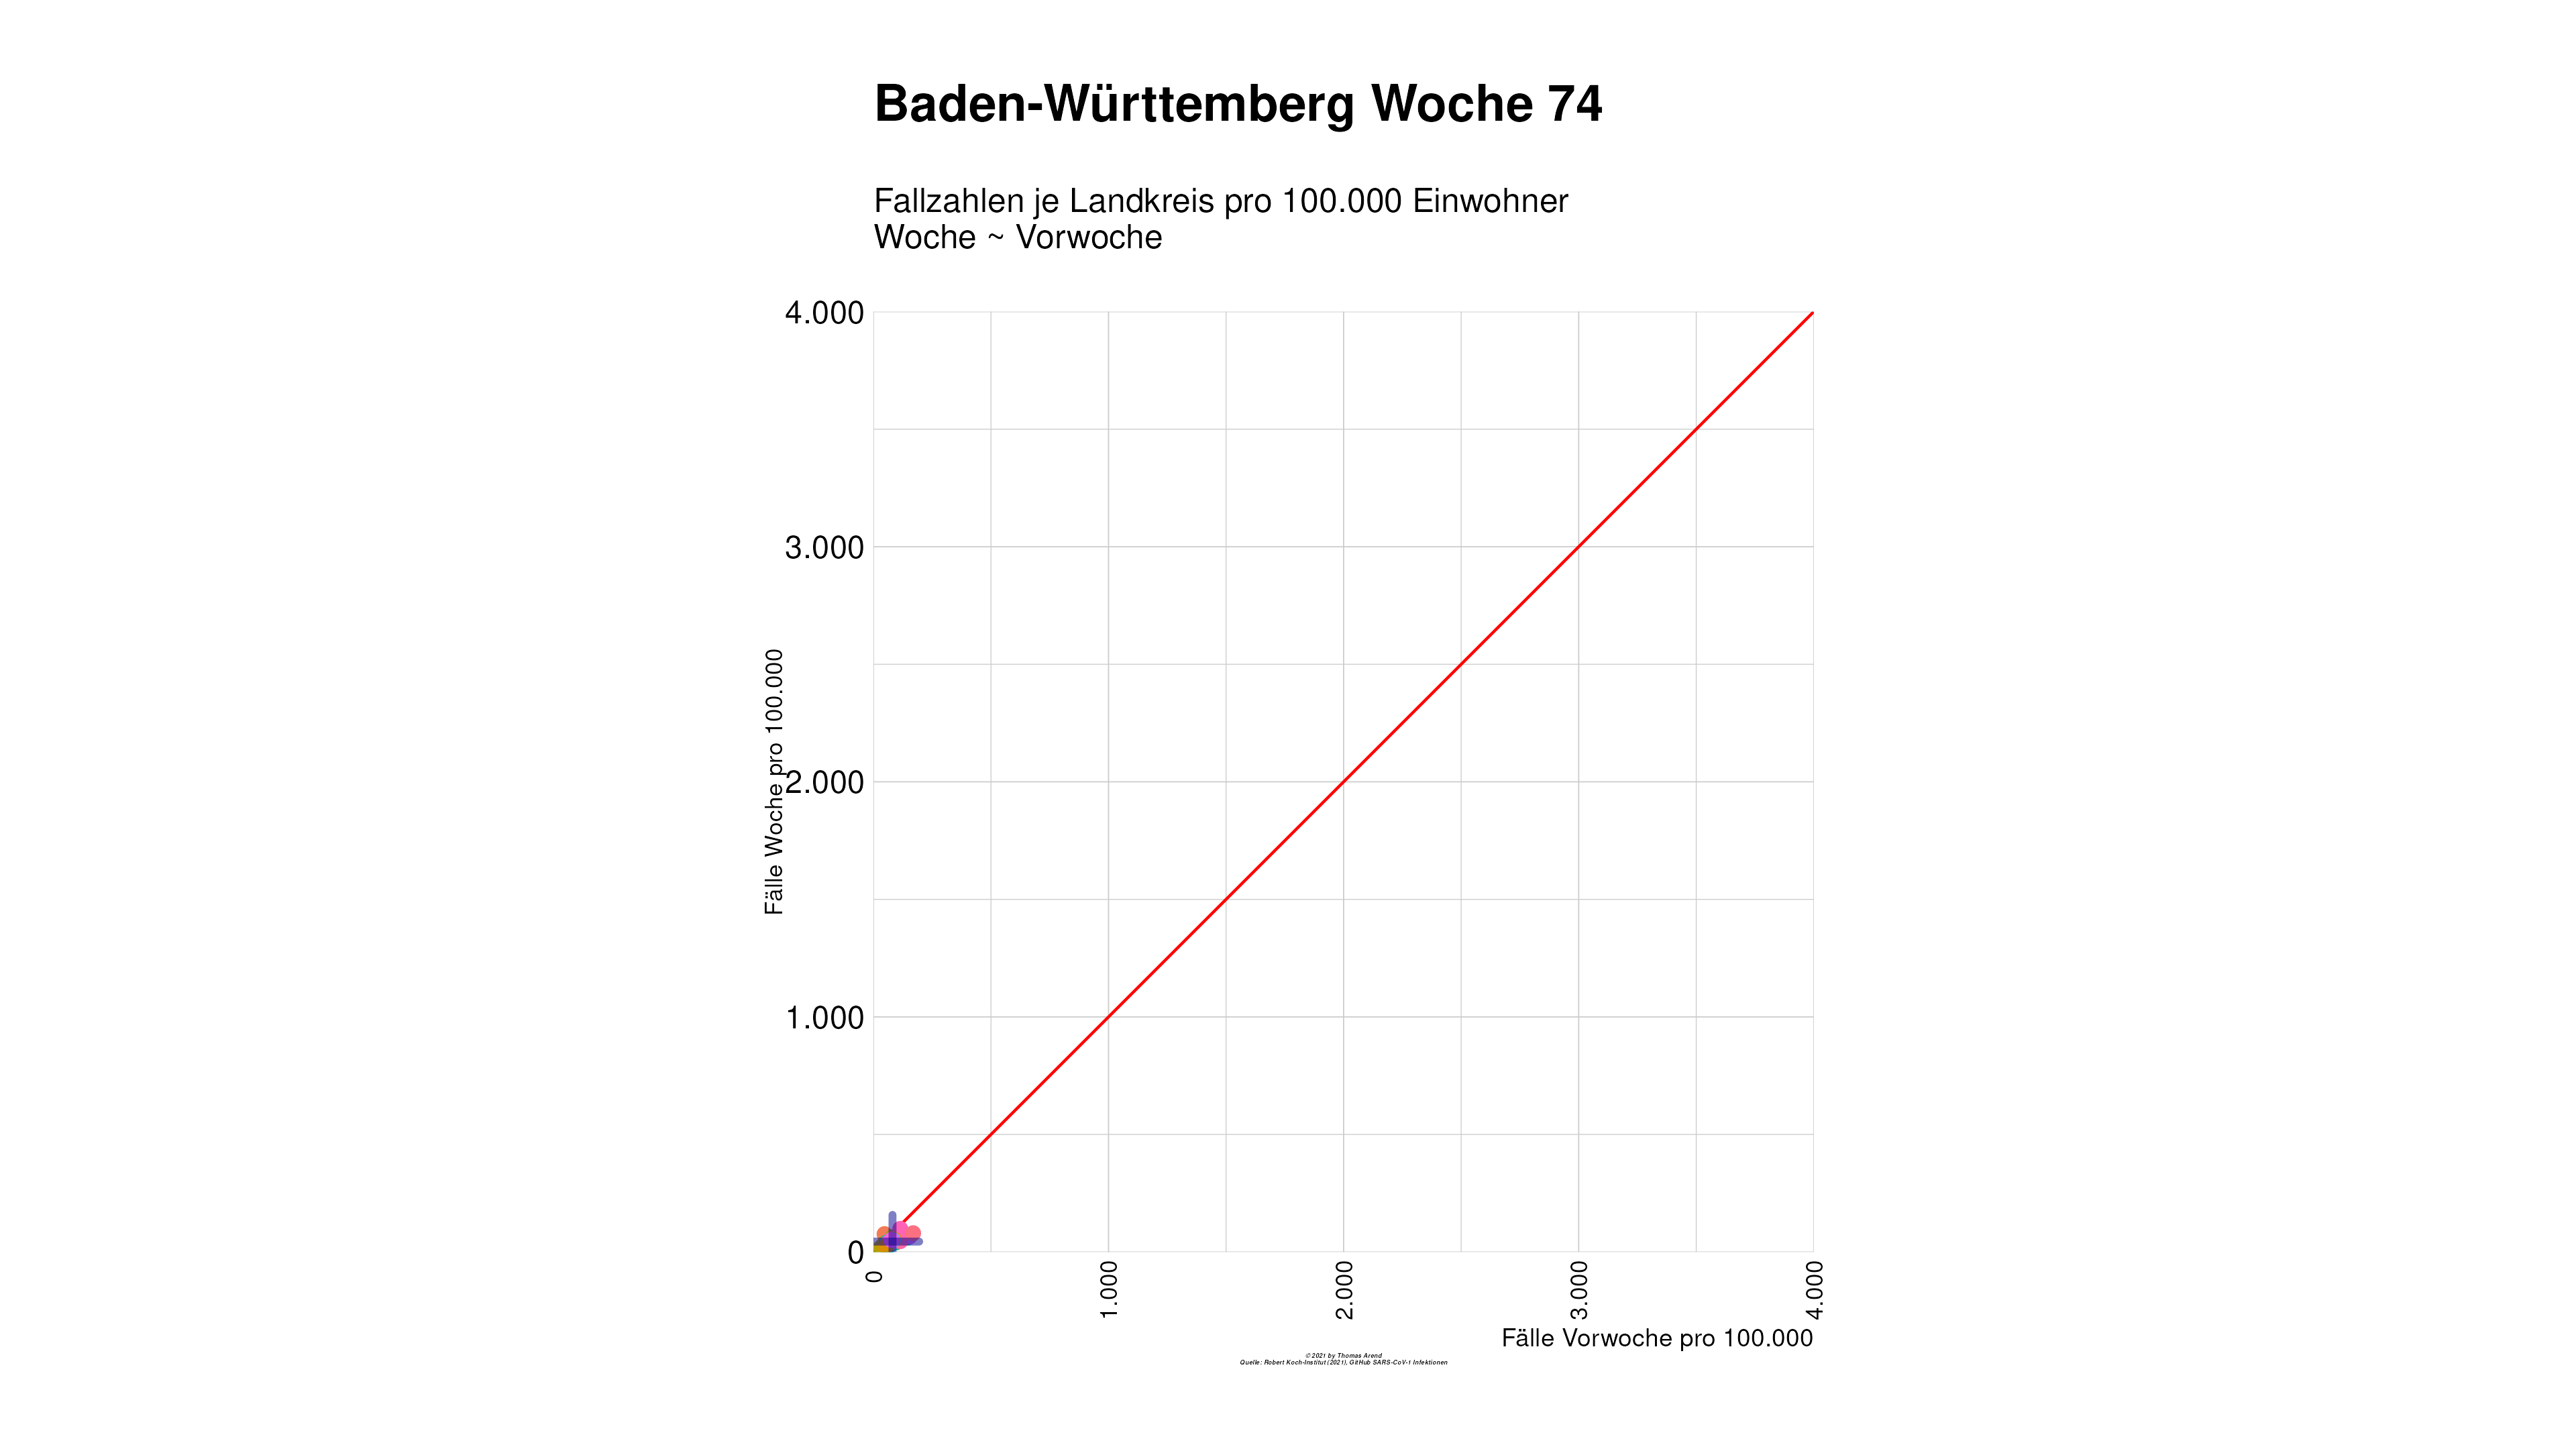 Baden-Württemberg Woche 74
Fallzahlen je Landkreis pro 100.000 Einwohner
Woche ~ Vorwoche
4.000
3.000
2.000
1.000
0
Fälle Woche pro 100.000
0
1.000
2.000
3.000
4.000
Fälle Vorwoche pro 100.000
© 2021 by Thomas Arend
Quelle: Robert Koch-Institut (2021), GitHub SARS-CoV-1 Infektionen